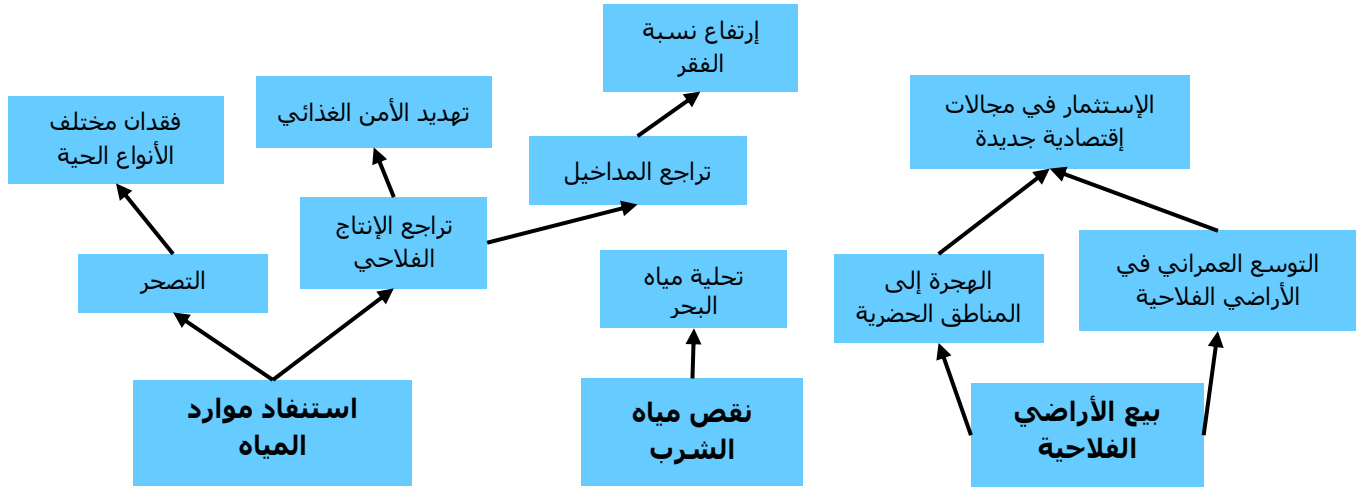 إرتفاع نسبة
الفقر
الإستثمار في مجالات
إقتصادية جديدة
تهديد الأمن الغذائي
فقدان مختلف
الأنواع الحية
تراجع المداخيل
تراجع الإنتاج
الفلاحي
التوسع العمراني في
الأراضي الفلاحية
الهجرة إلى
المناطق الحضرية
تحلية مياه
البحر
التصحر
بيع الأراضي
الفلاحية
نقص مياه
الشرب
استنفاد موارد
المياه